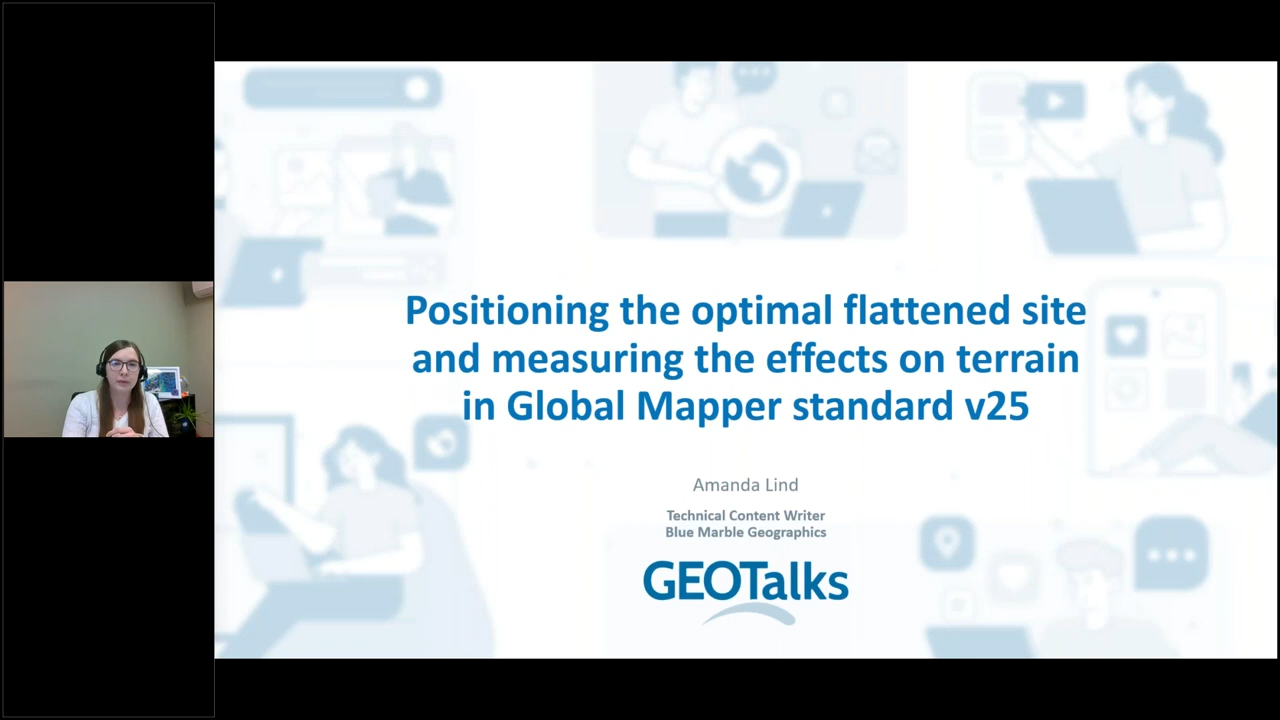 Positioning the optimal flattened site
and measuring the effects on terrain
in Global Mapper standard v25
Amanda Lind
Technical Content Writer
Blue Marble Geographics
GEOTalks